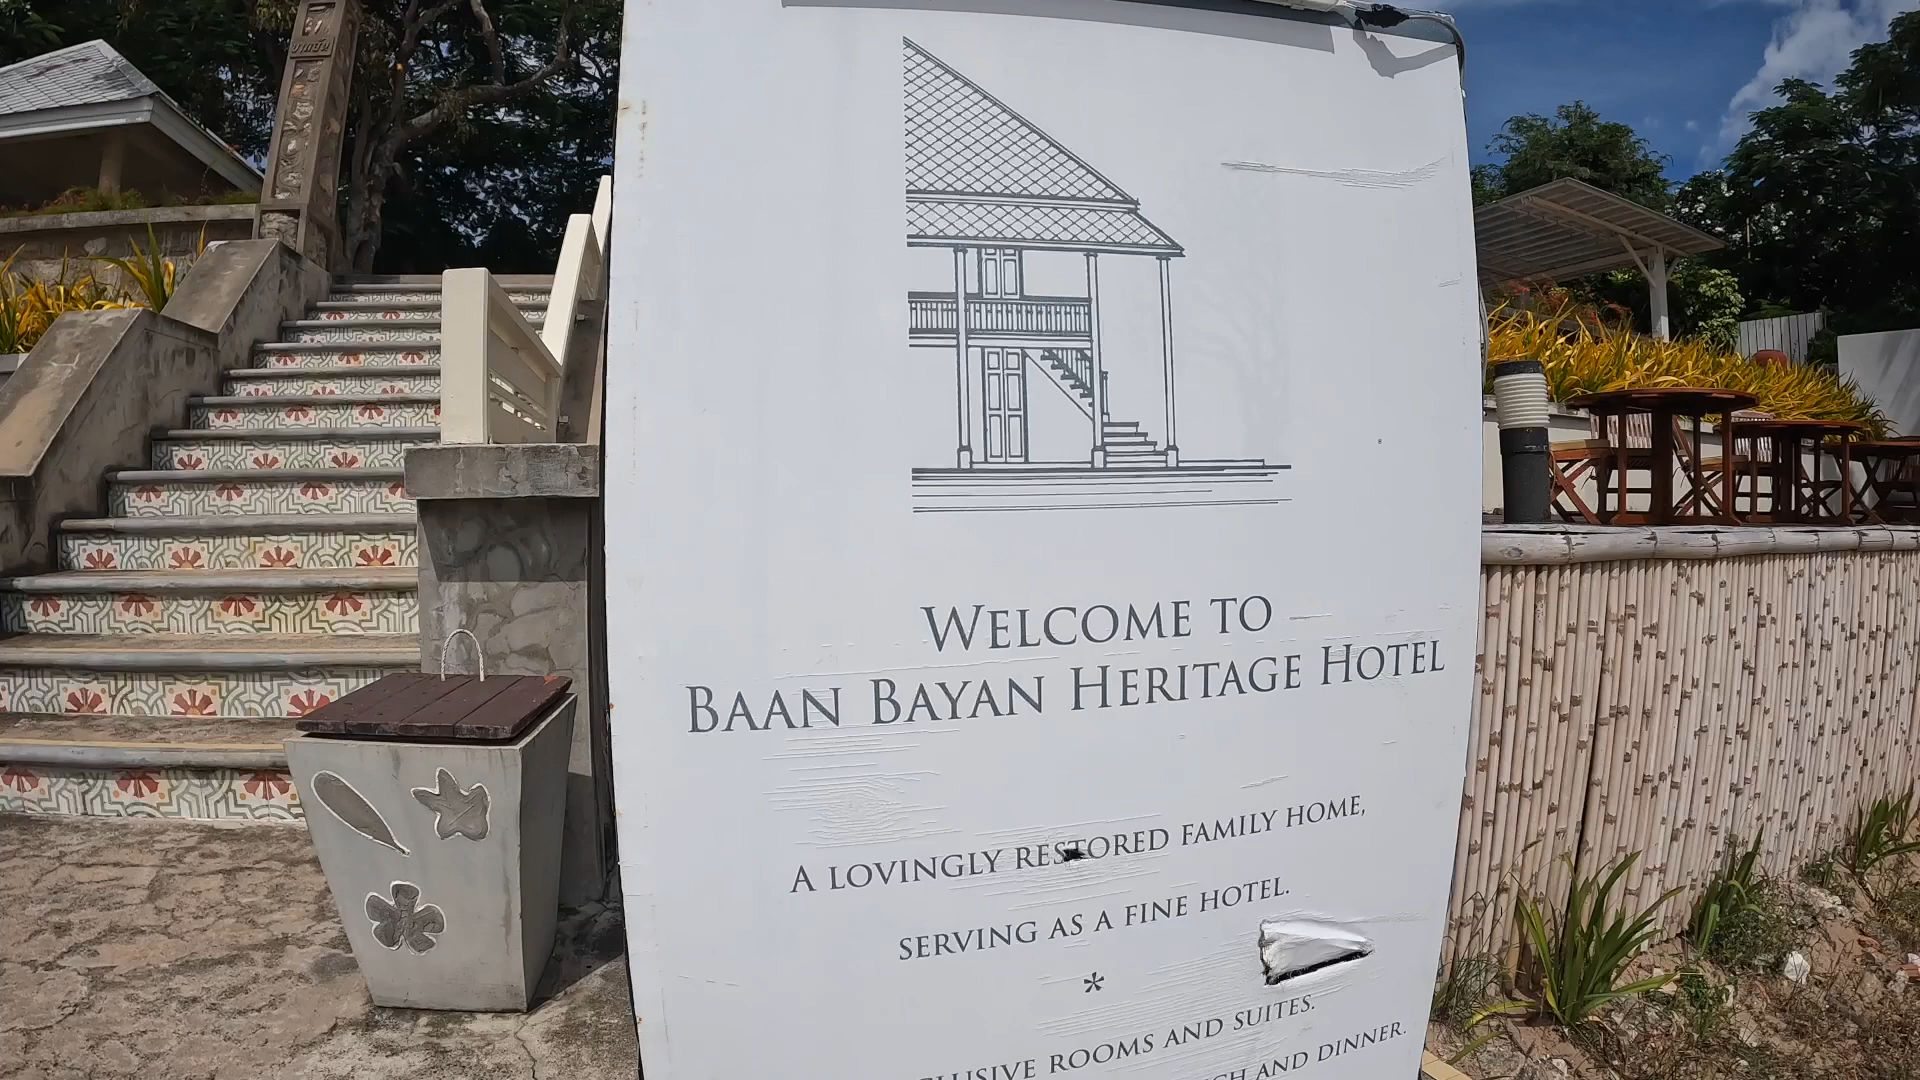 WELCOME TO
BAAN BAYAN HERITAGE HOTEL
A LOVINGLY RESTORED FAMILY HOME,
SERVING AS A FINE HOTEL.
*
ROOMS AND SUITES.
AND DINNER.